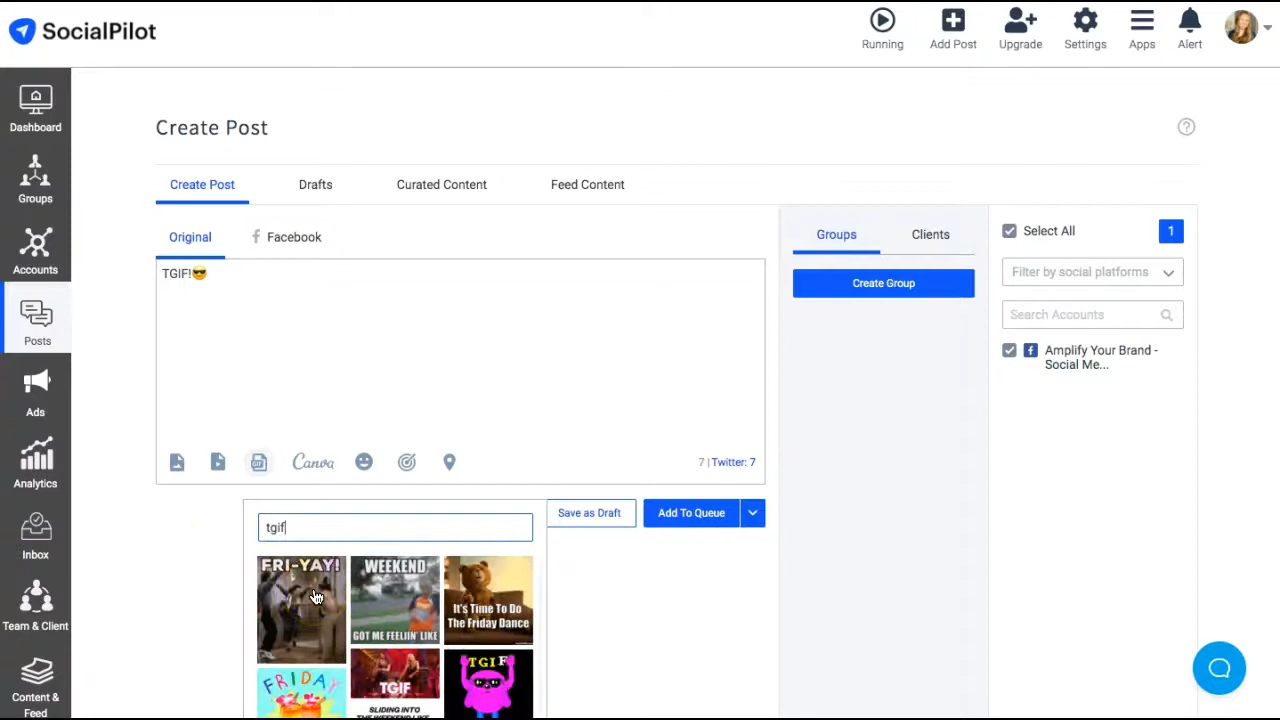 SocialPilot
Running
Add Post
Upgrade
Settings
Apps
Alert
Dashboard
Groups
Accounts
Posts
Ads
Analytics
Inbox
Team & Client
Content &
Feed
Create Post
Create Post
Drafts
Curated Content
Feed Content
Original
Facebook
TGIF!😎
GIF
Canva
7 | Twitter: 7
Save as Draft
Add To Queue
tgif
FRI-YAY!
WEEKEND
GOT ME FEELIN' LIKE
It's Time To Do
The Friday Dance
FRIDAY
TGIF
SLIDING INTO
THE WEEKEND LIKE
TGIF
Groups
Clients
Create Group
Select All
1
Filter by social platforms
Search Accounts
Amplify Your Brand -
Social Me...